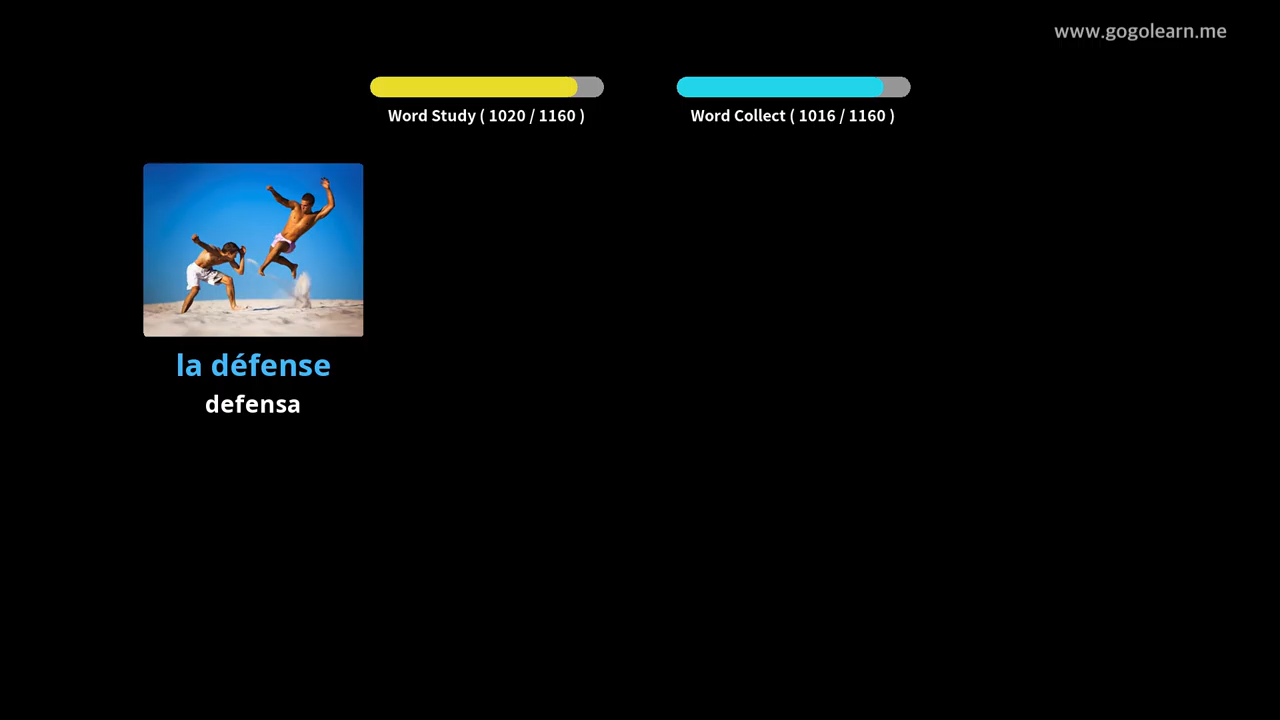 www.gogolearn.me
Word Study ( 1020 / 1160 )
Word Collect ( 1016 / 1160 )
la défense
defensa